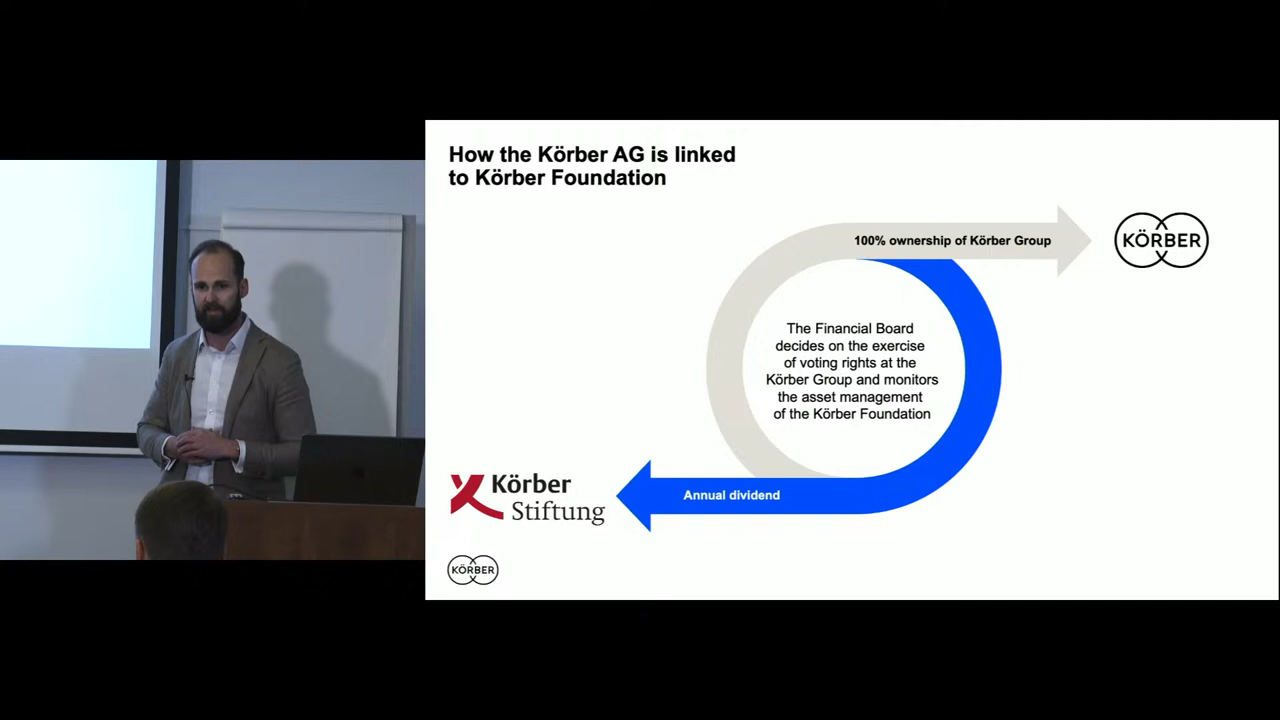 How the Körber AG is linked
to Körber Foundation
100% ownership of Körber Group
KÖRBER
The Financial Board
decides on the exercise
of voting rights at the
Körber Group and monitors
the asset management
of the Körber Foundation
Körber
Stiftung
Annual dividend
KÖRBER